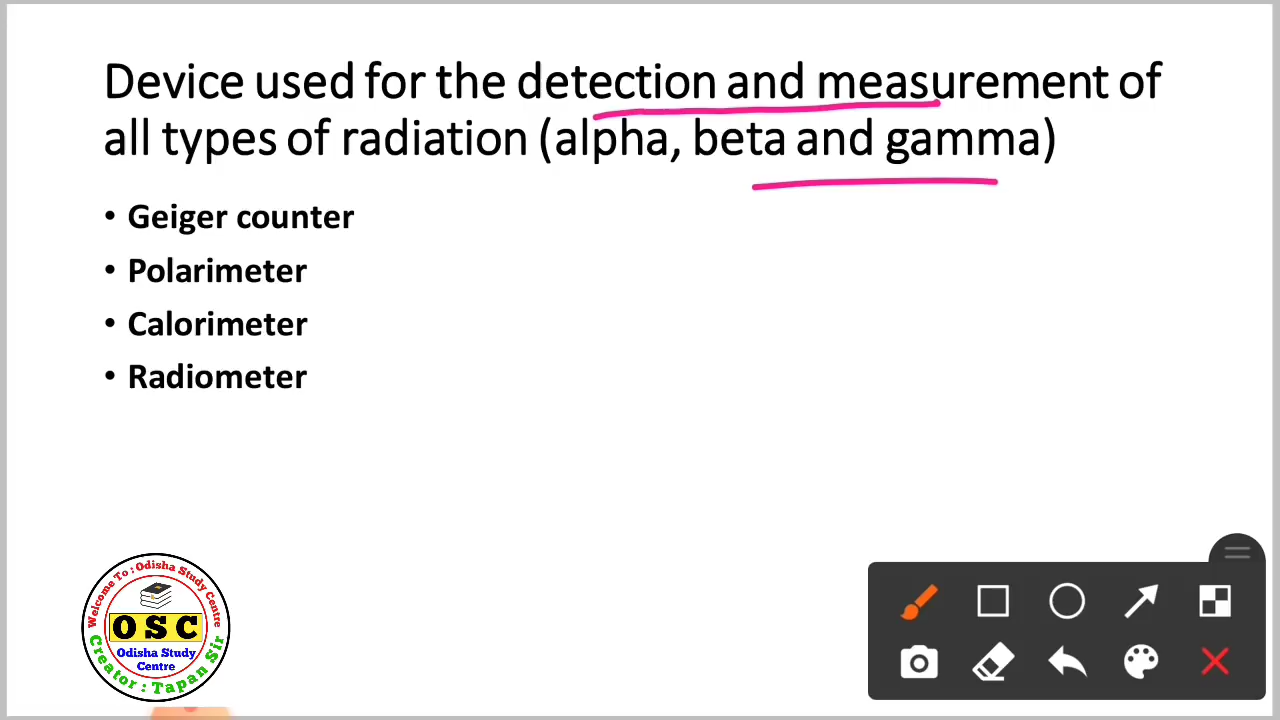 Device used for the detection and measurement of
all types of radiation (alpha, beta and gamma)
• Geiger counter
• Polarimeter
• Calorimeter
• Radiometer
Welcome To : Odisha Study Centre
OSC
Odisha Study
Centre
Creator : Tapan Sir